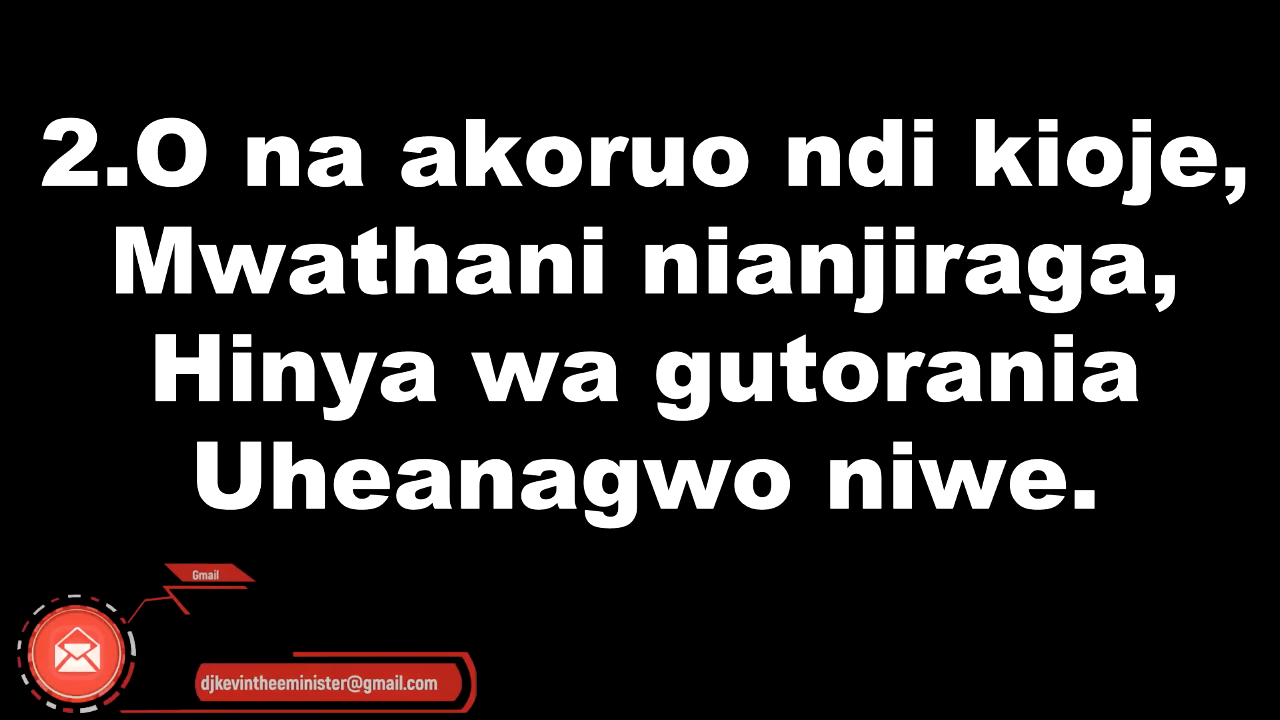 2.O na akoruo ndi kioje,
Mwathani nianjiraga,
Hinya wa gutorania
Uheanagwo niwe.
Gmail
djkevintheeminister@gmail.com